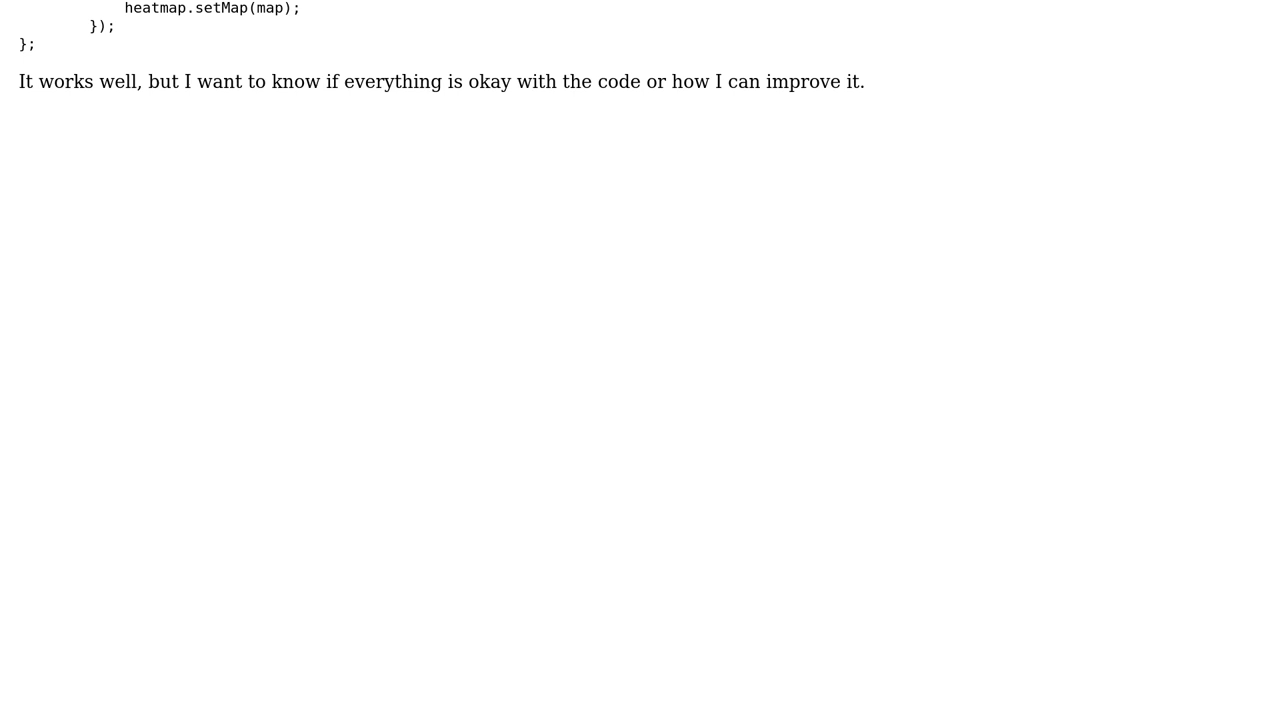 heatmap.setMap(map);
});
};
It works well, but I want to know if everything is okay with the code or how I can improve it.